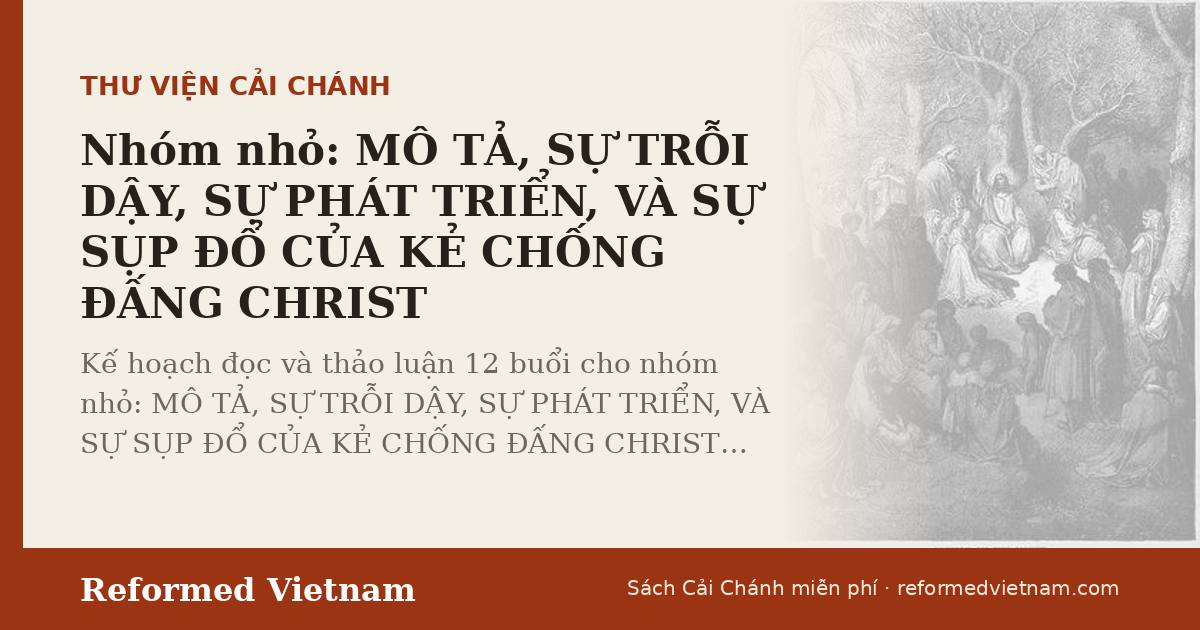 THƯ VIỆN CẢI CHÁNH
Nhóm nhỏ: MÔ TẢ, SỰ TRỖI
DẬY, SỰ PHÁT TRIỂN, VÀ SỰ
SỤP ĐỔ CỦA KẺ CHỐNG
ĐẤNG CHRIST
Kế hoạch đọc và thảo luận 12 buổi cho nhóm
nhỏ: MÔ TẢ, SỰ TRỖI DẬY, SỰ PHÁT TRIỂN, VÀ
SỰ SỤP ĐỔ CỦA KẺ CHỐNG ĐẤNG CHRIST...
Reformed Vietnam
Sách Cải Chánh miễn phí · reformedvietnam.com